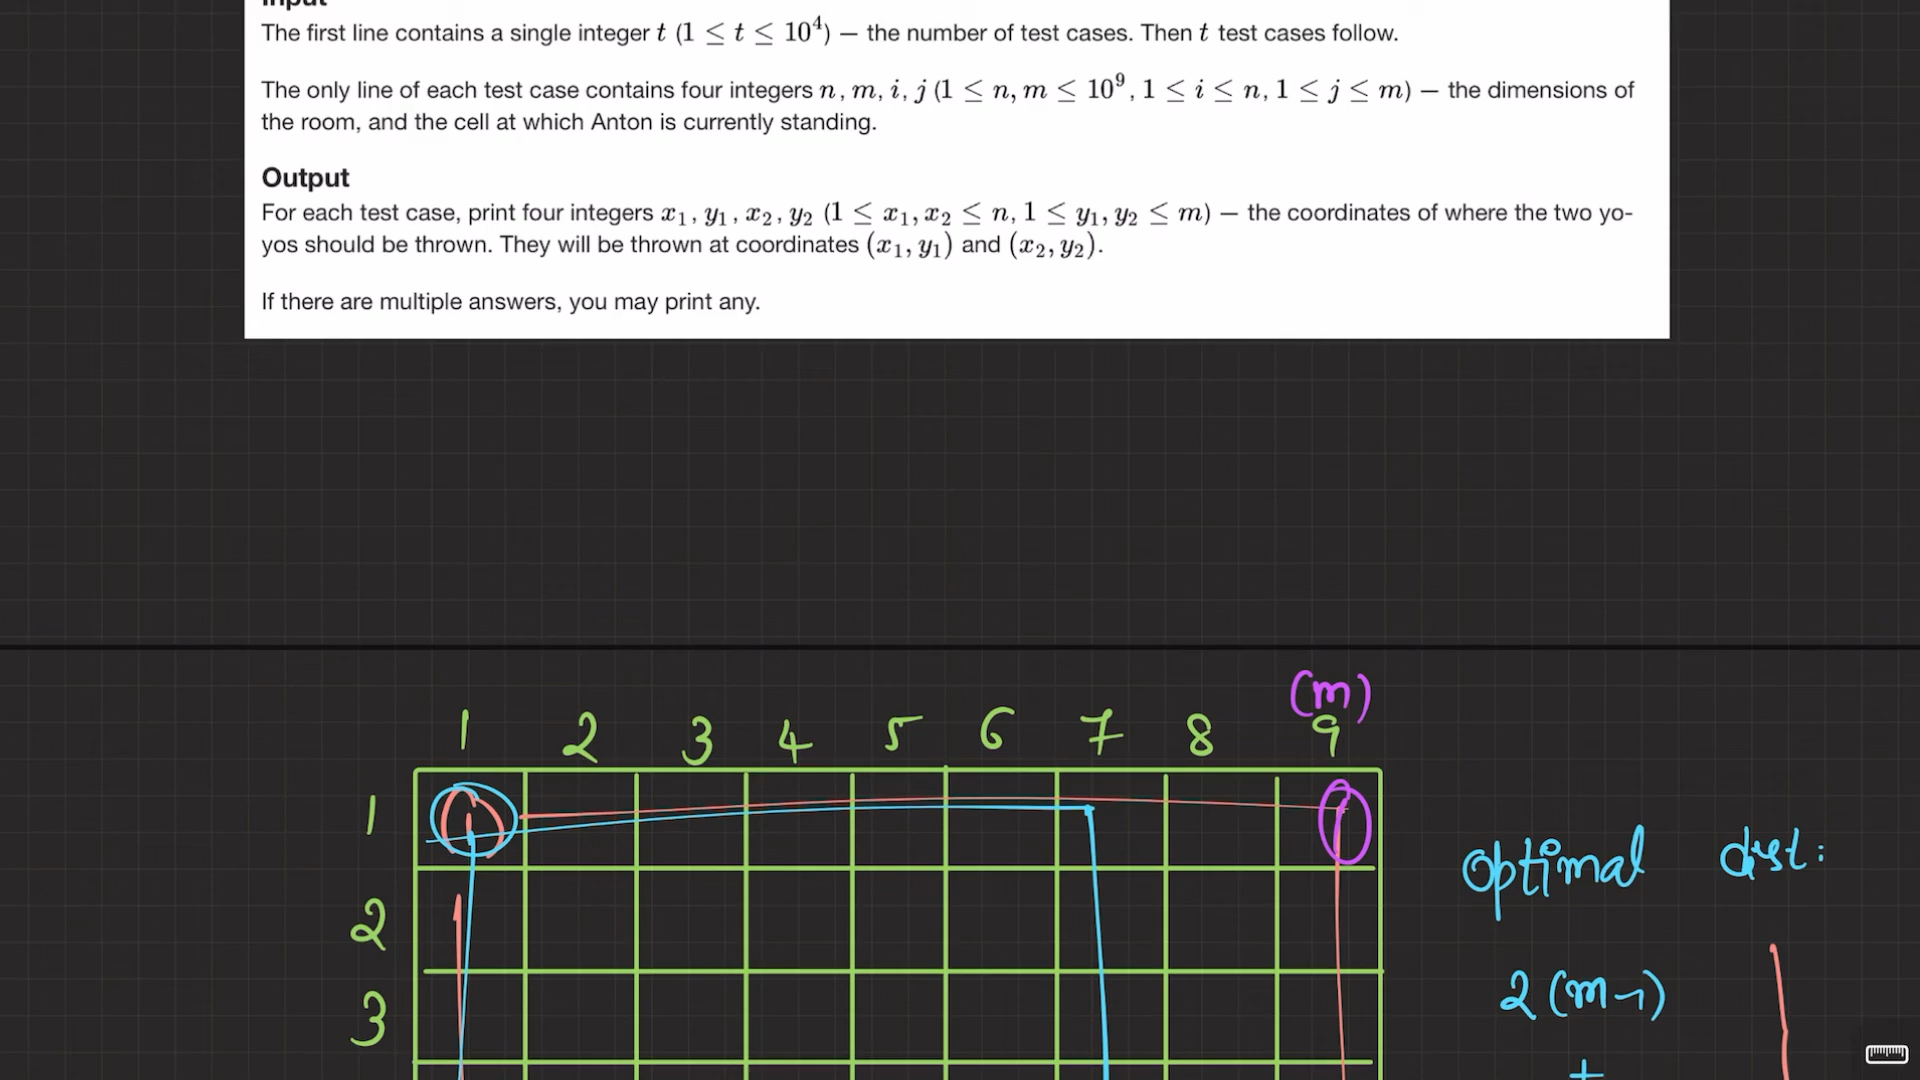 Input
The first line contains a single integer t (1 ≤ t ≤ 10⁴) — the number of test cases. Then t test cases follow.
The only line of each test case contains four integers n, m, i, j (1 ≤ n, m ≤ 10⁹, 1 ≤ i ≤ n, 1 ≤ j ≤ m) — the dimensions of
the room, and the cell at which Anton is currently standing.
Output
For each test case, print four integers x₁, y₁, x₂, y₂ (1 ≤ x₁, x₂ ≤ n, 1 ≤ y₁, y₂ ≤ m) — the coordinates of where the two yo-
yos should be thrown. They will be thrown at coordinates (x₁, y₁) and (x₂, y₂).
If there are multiple answers, you may print any.
(m)
1 2 3 4 5 6 7 8 9
1
optimal dist:
2
2 (m-1)
3
+